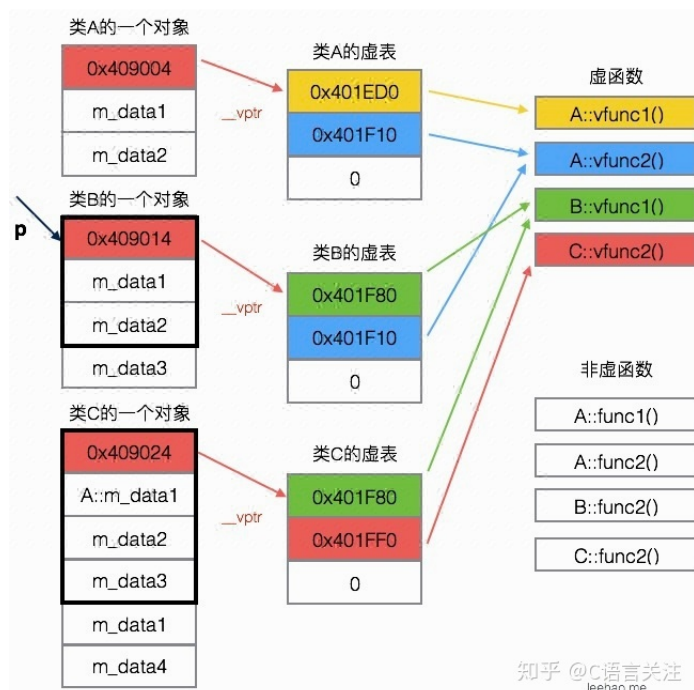 类A的一个对象
0x409004
m_data1
m_data2
__vptr
类A的虚表
0x401ED0
0x401F10
0
虚函数
A::vfunc1()
A::vfunc2()
B::vfunc1()
C::vfunc2()
p
类B的一个对象
0x409014
m_data1
m_data2
m_data3
__vptr
类B的虚表
0x401F80
0x401F10
0
类C的一个对象
0x409024
A::m_data1
m_data2
m_data3
m_data1
m_data4
__vptr
类C的虚表
0x401F80
0x401FF0
0
非虚函数
A::func1()
A::func2()
B::func2()
C::func2()
知乎 @C语言关注
leehao.me